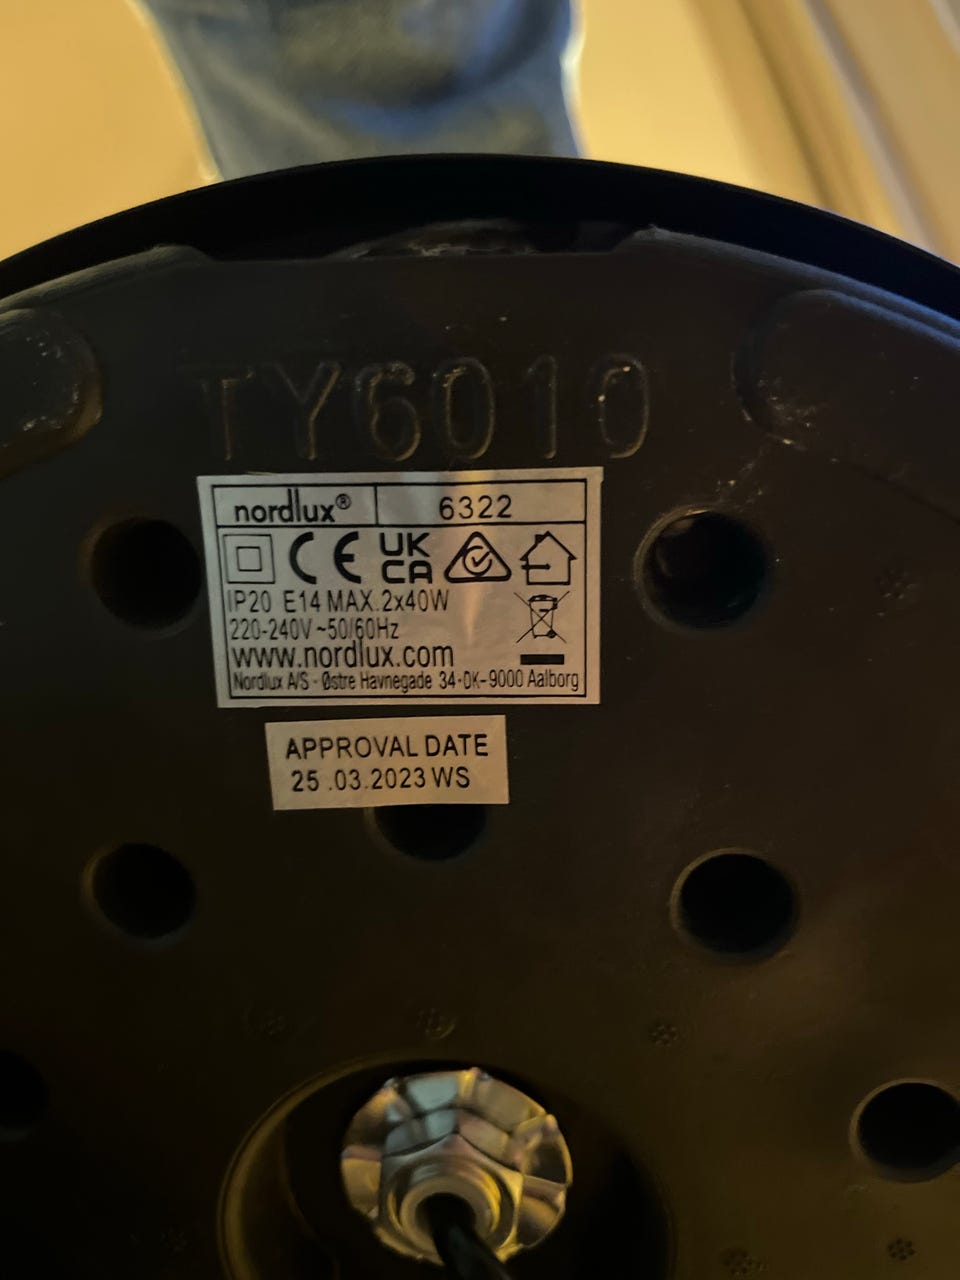 TY6010
nordlux® 6322
CE UK CA
IP20 E14 MAX.2x40W
220-240V ~50/60Hz
www.nordlux.com
Nordlux A/S - Østre Havnegade 34-DK-9000 Aalborg
APPROVAL DATE
25 .03.2023 WS